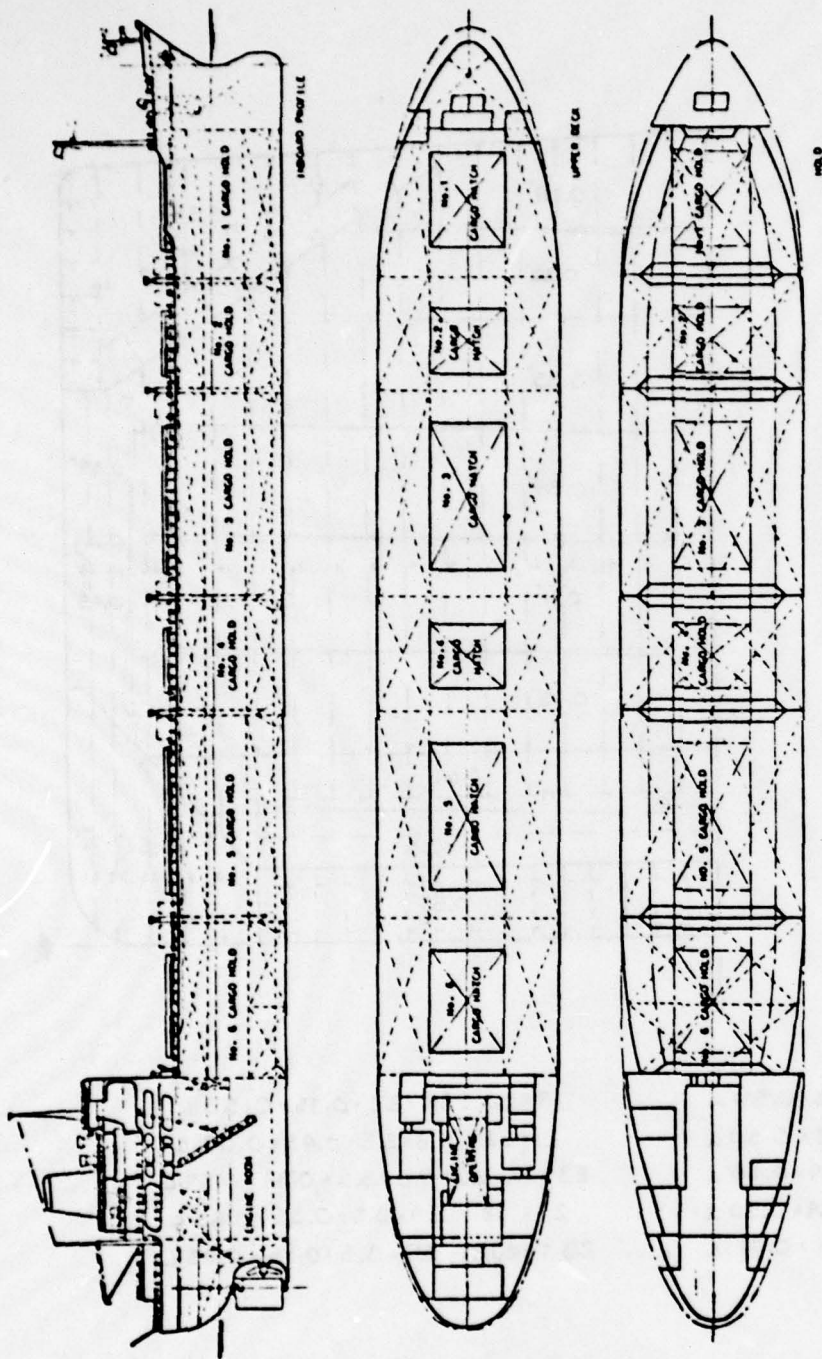 ENGINE ROOM
No. 6 CARGO HOLD
No. 5 CARGO HOLD
No. 4
CARGO HOLD
No. 3 CARGO HOLD
No. 2
CARGO HOLD
No. 1 CARGO HOLD
INBOARD PROFILE
ENGINE
OPENING
No. 6
CARGO HATCH
No. 5
CARGO HATCH
No. 4
CARGO
HATCH
No. 3
CARGO HATCH
No. 2
CARGO
HATCH
No. 1
CARGO HATCH
UPPER DECK
No. 6 CARGO HOLD
No. 5 CARGO HOLD
No. 4
CARGO HOLD
No. 3 CARGO HOLD
No. 2
CARGO HOLD
No. 1 CARGO HOLD
HOLD